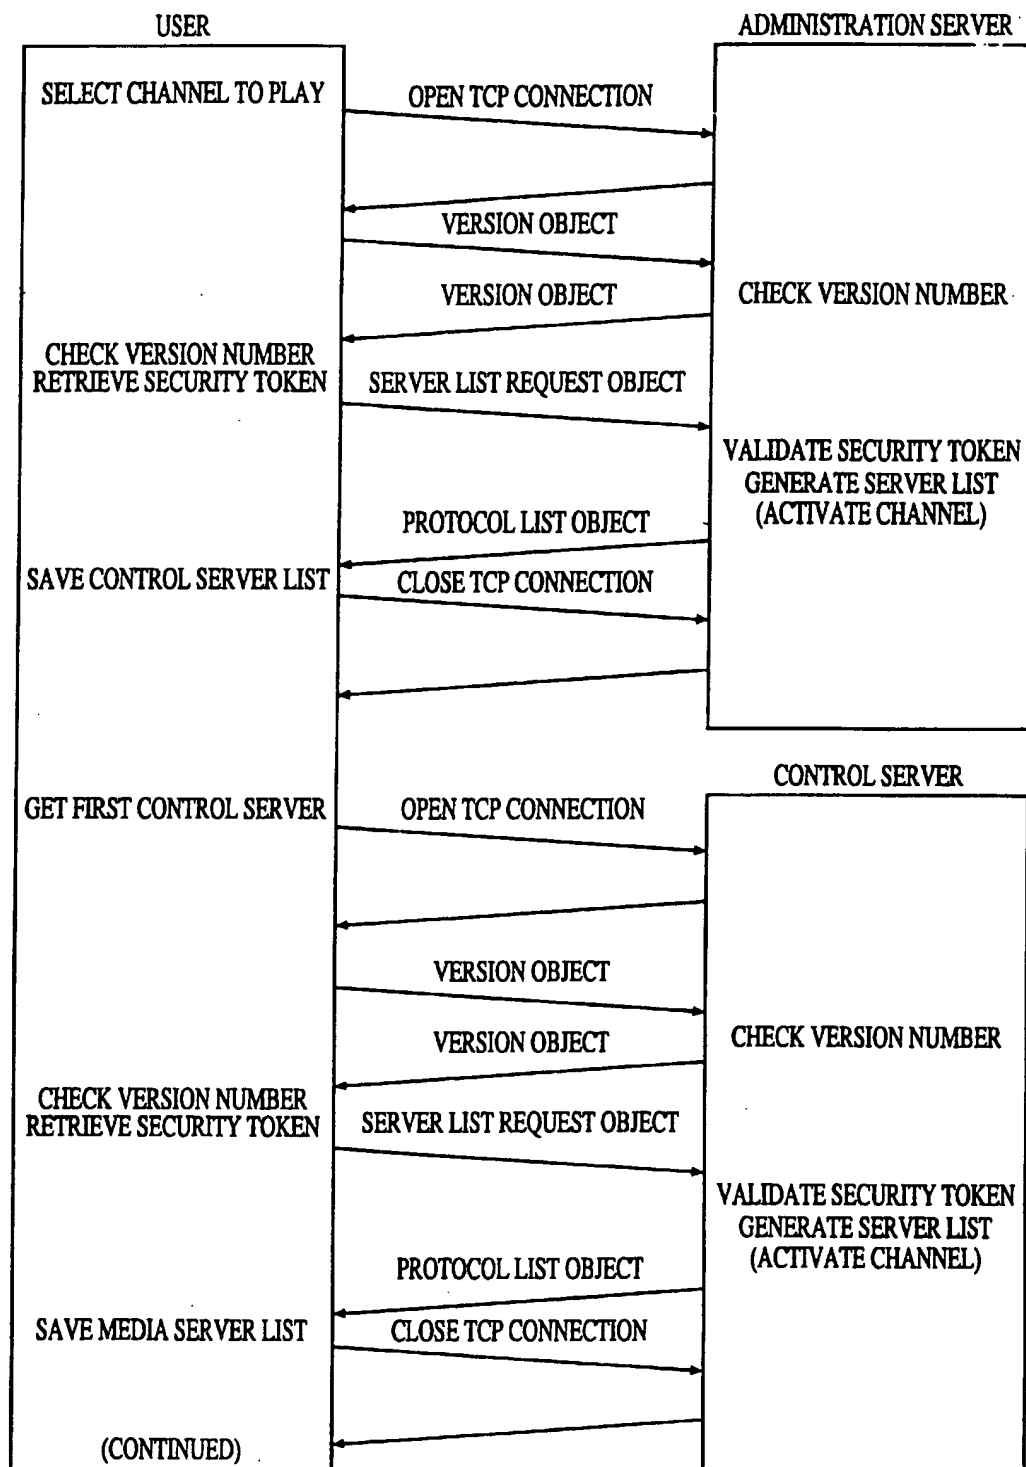 USER
ADMINISTRATION SERVER
SELECT CHANNEL TO PLAY
OPEN TCP CONNECTION
VERSION OBJECT
VERSION OBJECT
CHECK VERSION NUMBER
CHECK VERSION NUMBER
RETRIEVE SECURITY TOKEN
SERVER LIST REQUEST OBJECT
VALIDATE SECURITY TOKEN
GENERATE SERVER LIST
(ACTIVATE CHANNEL)
PROTOCOL LIST OBJECT
SAVE CONTROL SERVER LIST
CLOSE TCP CONNECTION
CONTROL SERVER
GET FIRST CONTROL SERVER
OPEN TCP CONNECTION
VERSION OBJECT
VERSION OBJECT
CHECK VERSION NUMBER
CHECK VERSION NUMBER
RETRIEVE SECURITY TOKEN
SERVER LIST REQUEST OBJECT
VALIDATE SECURITY TOKEN
GENERATE SERVER LIST
(ACTIVATE CHANNEL)
PROTOCOL LIST OBJECT
SAVE MEDIA SERVER LIST
CLOSE TCP CONNECTION
(CONTINUED)